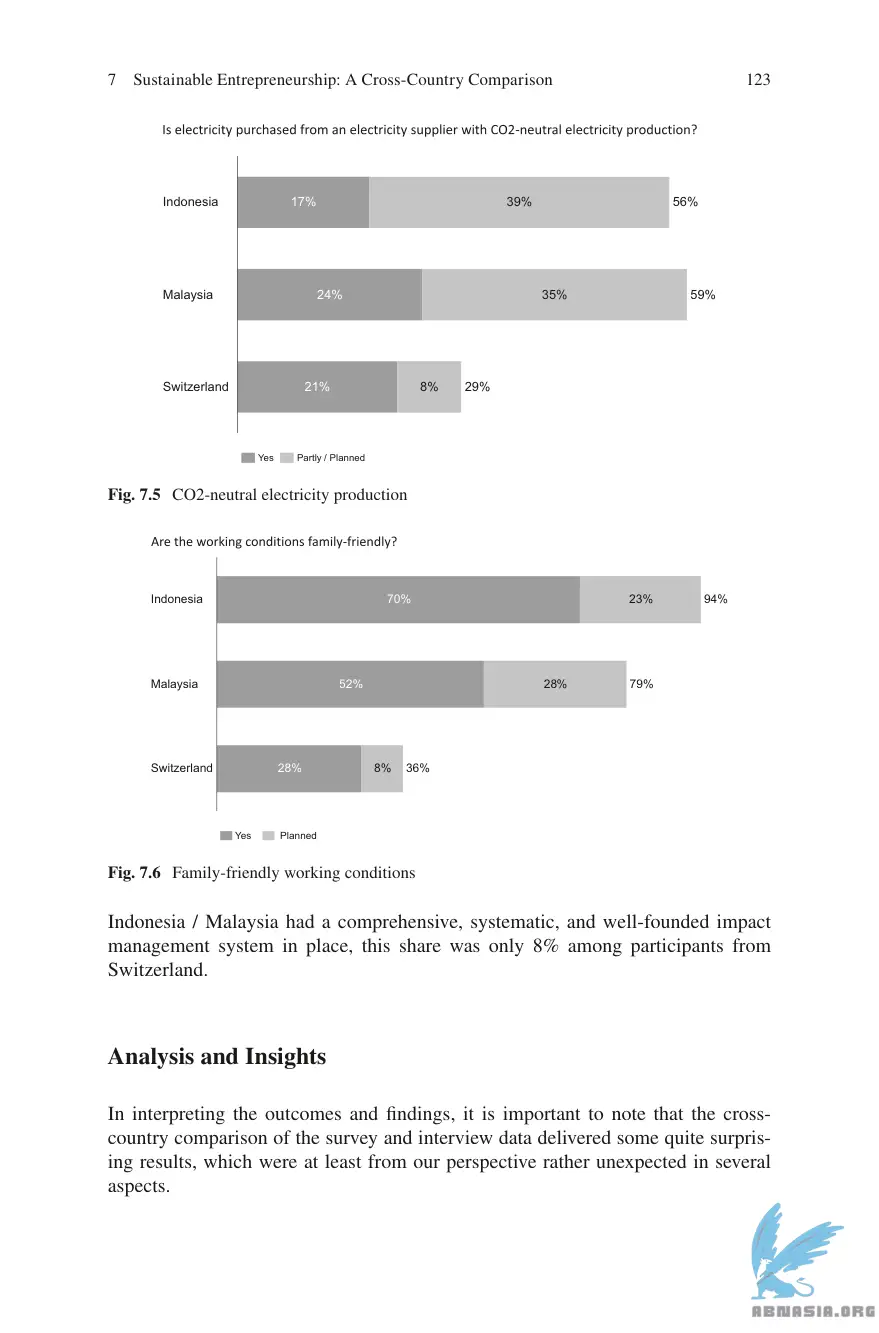 7 Sustainable Entrepreneurship: A Cross-Country Comparison 123
Is electricity purchased from an electricity supplier with CO2-neutral electricity production?
Indonesia 17% 39% 56%
Malaysia 24% 35% 59%
Switzerland 21% 8% 29%
Yes Partly / Planned
Fig. 7.5 CO2-neutral electricity production
Are the working conditions family-friendly?
Indonesia 70% 23% 94%
Malaysia 52% 28% 79%
Switzerland 28% 8% 36%
Yes Planned
Fig. 7.6 Family-friendly working conditions
Indonesia / Malaysia had a comprehensive, systematic, and well-founded impact
management system in place, this share was only 8% among participants from
Switzerland.
Analysis and Insights
In interpreting the outcomes and findings, it is important to note that the cross-
country comparison of the survey and interview data delivered some quite surpris-
ing results, which were at least from our perspective rather unexpected in several
aspects.
ABNASIA.ORG